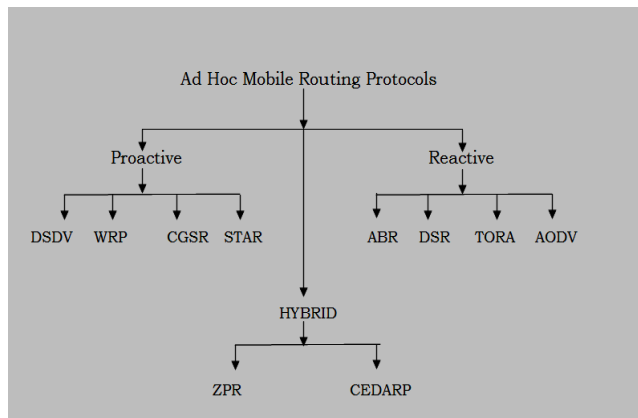 Ad Hoc Mobile Routing Protocols
Proactive Reactive
DSDV WRP CGSR STAR ABR DSR TORA AODV
HYBRID
ZPR CEDARP